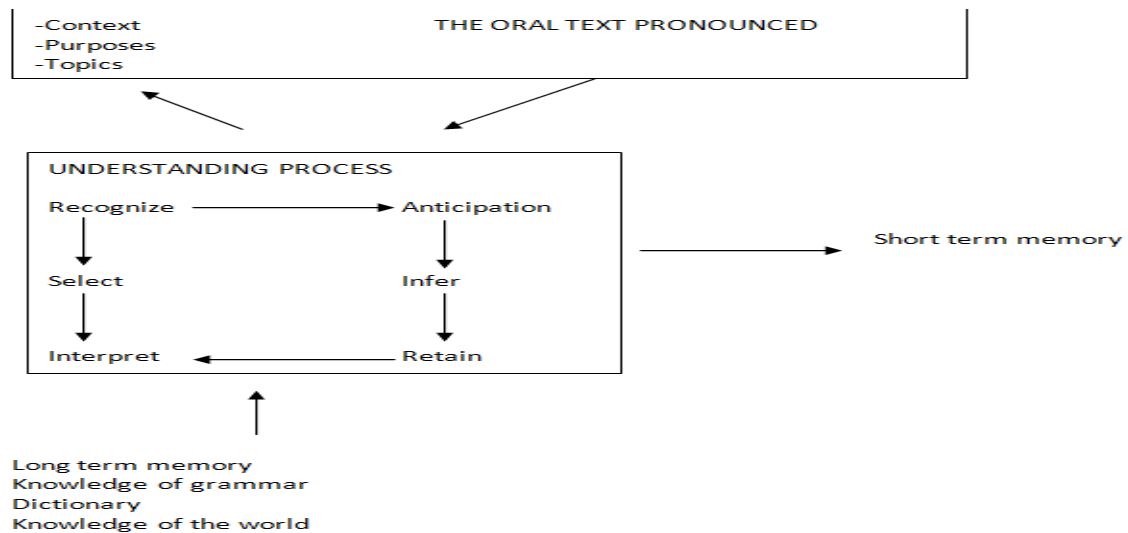 -Context THE ORAL TEXT PRONOUNCED
-Purposes
-Topics
UNDERSTANDING PROCESS
Recognize Anticipation
Short term memory
Select Infer
Interpret Retain
Long term memory
Knowledge of grammar
Dictionary
Knowledge of the world